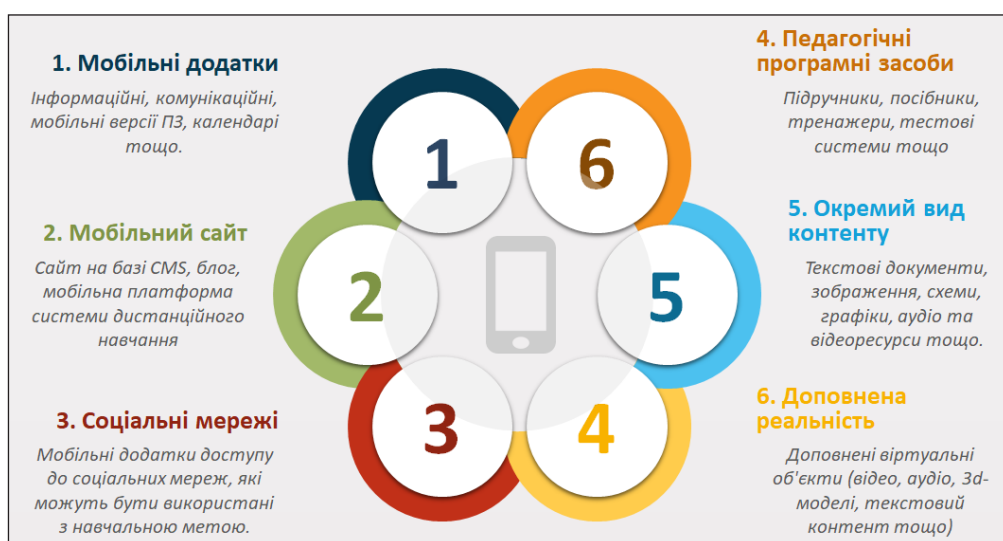 1. Мобільні додатки
Інформаційні, комунікаційні,
мобільні версії ПЗ, календарі
тощо.
2. Мобільний сайт
Сайт на базі CMS, блог,
мобільна платформа
системи дистанційного
навчання
3. Соціальні мережі
Мобільні додатки доступу
до соціальних мереж, які
можуть бути використані
з навчальною метою.
1
6
2
5
3
4
4. Педагогічні
програмні засоби
Підручники, посібники,
тренажери, тестові
системи тощо
5. Окремий вид
контенту
Текстові документи,
зображення, схеми,
графіки, аудіо та
відеоресурси тощо.
6. Доповнена
реальність
Доповнені віртуальні
об'єкти (відео, аудіо, 3d-
моделі, текстовий
контент тощо)